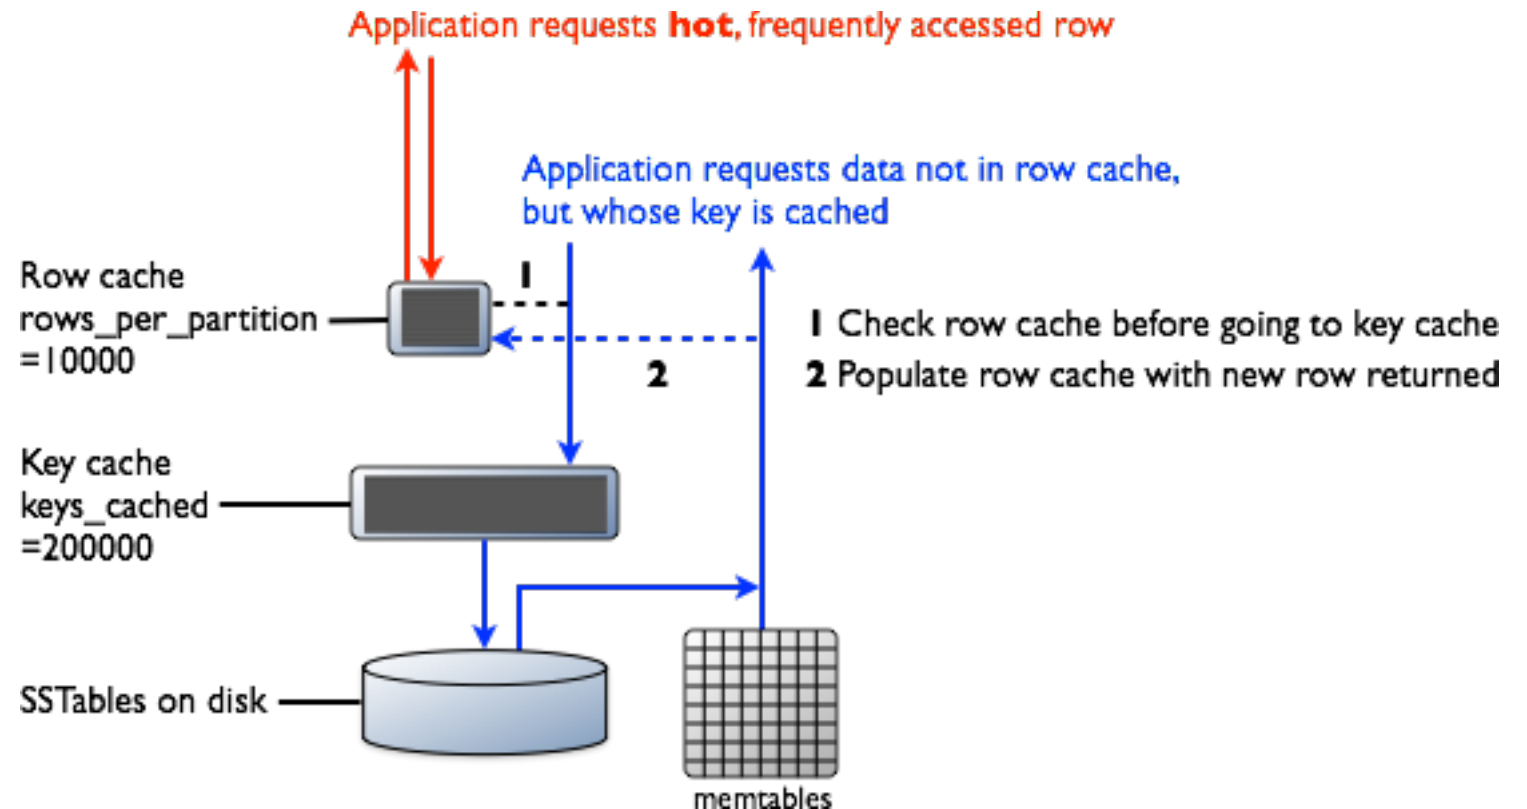 Application requests hot, frequently accessed row
Application requests data not in row cache,
but whose key is cached
Row cache
rows_per_partition
=10000
1
2
1 Check row cache before going to key cache
2 Populate row cache with new row returned
Key cache
keys_cached
=200000
SSTables on disk
memtables